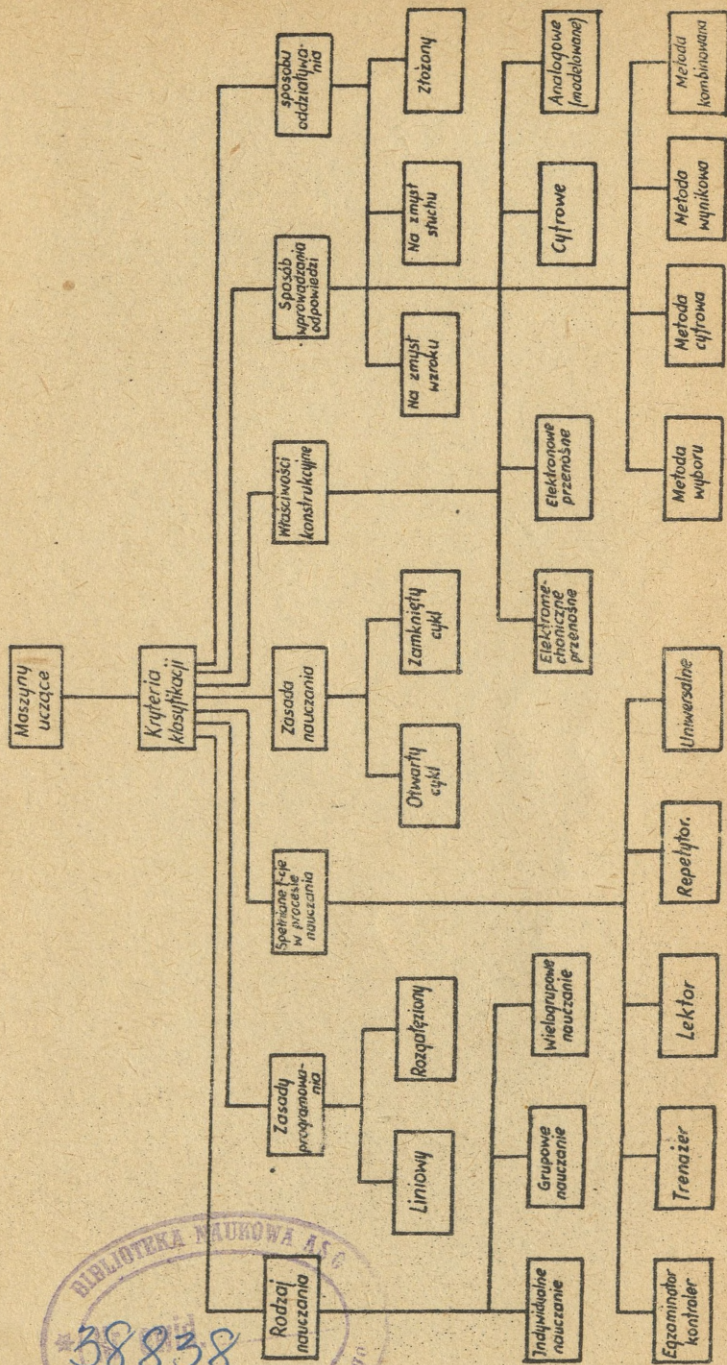 Maszyny
uczące
Kryteria
klasyfikacji
Rodzaj
nauczania
Zasady
programowa-
nia
Spełniane f-cje
w procesie
nauczania
Zasada
nauczania
Właściwości
konstrukcyjne
Sposób
wprowadzania
odpowiedzi
sposobu
oddziaływa-
nia
Liniowy
Rozgałęziony
Otwarty
cykl
Zamknięty
cykl
Na zmysł
wzroku
Na zmysł
słuchu
Złożony
Indywidualne
nauczanie
Grupowe
nauczanie
Wielogrupowe
nauczanie
Elektrome-
chaniczne
przenośne
Elektronowe
przenośne
Cyfrowe
Analogowe
(modelowane)
Egzaminator
kontroler
Trenażer
Lektor
Repetytor.
Uniwersalne
Metoda
wyboru
Metoda
cyfrowa
Metoda
wynikowa
Metoda
kombinowana
BIBLIOTEKA NAUKOWA ASG
38838